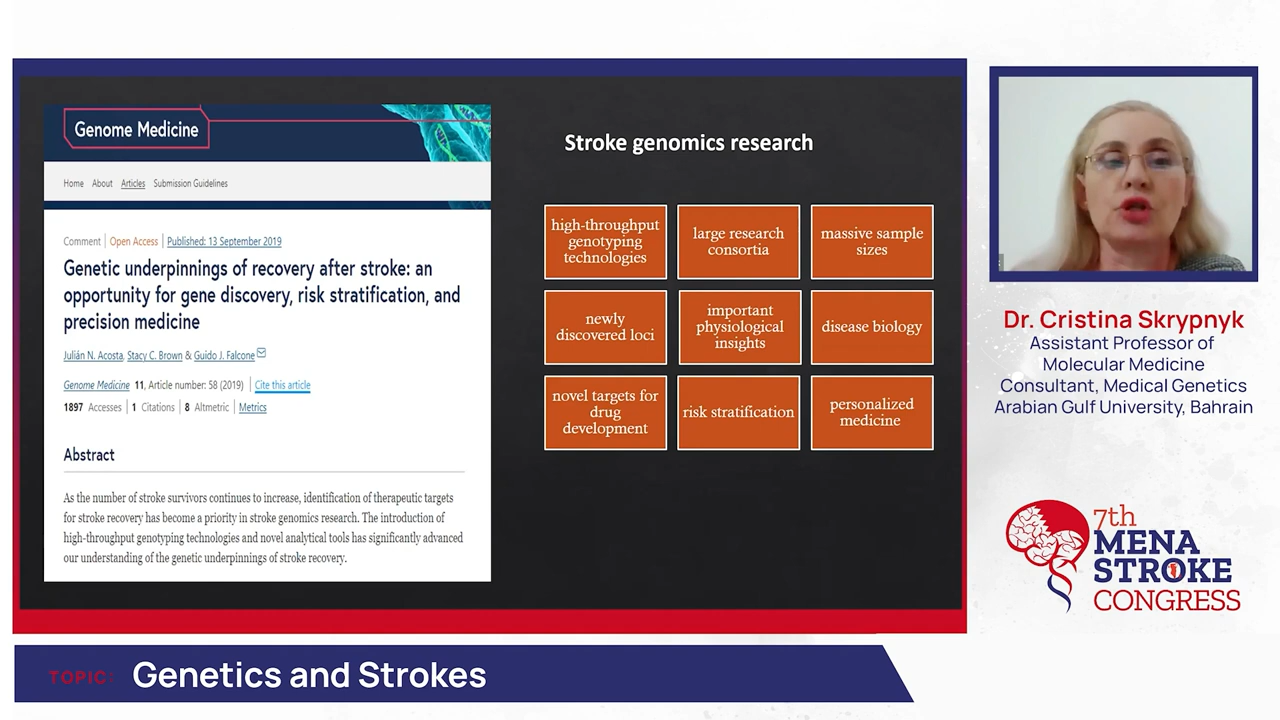 Genome Medicine
Home About Articles Submission Guidelines
Comment | Open Access | Published: 13 September 2019
Genetic underpinnings of recovery after stroke: an
opportunity for gene discovery, risk stratification, and
precision medicine
Julián N. Acosta, Stacy C. Brown & Guido J. Falcone
Genome Medicine 11, Article number: 58 (2019) | Cite this article
1897 Accesses | 1 Citations | 8 Altmetric | Metrics
Abstract
As the number of stroke survivors continues to increase, identification of therapeutic targets
for stroke recovery has become a priority in stroke genomics research. The introduction of
high-throughput genotyping technologies and novel analytical tools has significantly advanced
our understanding of the genetic underpinnings of stroke recovery.
Stroke genomics research
high-throughput
genotyping
technologies
large research
consortia
massive sample
sizes
newly
discovered loci
important
physiological
insights
disease biology
novel targets for
drug
development
risk stratification
personalized
medicine
Dr. Cristina Skrypnyk
Assistant Professor of
Molecular Medicine
Consultant, Medical Genetics
Arabian Gulf University, Bahrain
7th
MENA
STROKE
CONGRESS
TOPIC: Genetics and Strokes